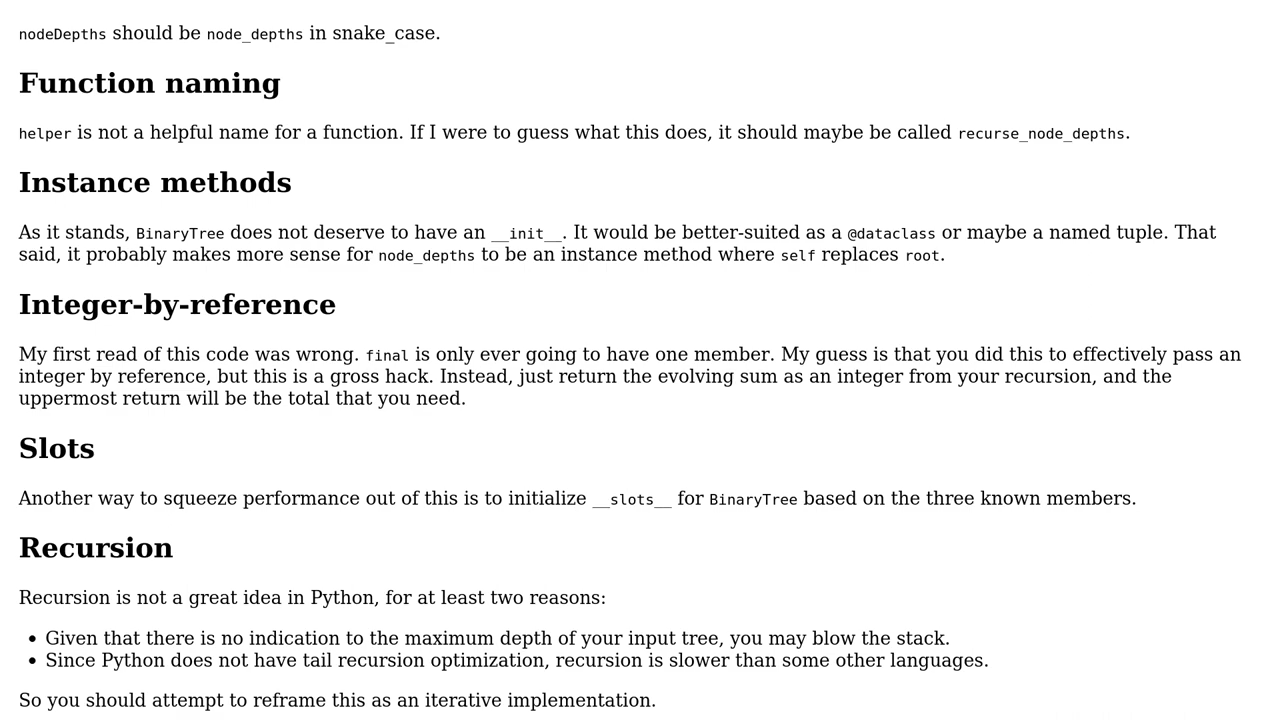 nodeDepths should be node_depths in snake_case.
Function naming
helper is not a helpful name for a function. If I were to guess what this does, it should maybe be called recurse_node_depths.
Instance methods
As it stands, BinaryTree does not deserve to have an __init__. It would be better-suited as a @dataclass or maybe a named tuple. That
said, it probably makes more sense for node_depths to be an instance method where self replaces root.
Integer-by-reference
My first read of this code was wrong. final is only ever going to have one member. My guess is that you did this to effectively pass an
integer by reference, but this is a gross hack. Instead, just return the evolving sum as an integer from your recursion, and the
uppermost return will be the total that you need.
Slots
Another way to squeeze performance out of this is to initialize __slots__ for BinaryTree based on the three known members.
Recursion
Recursion is not a great idea in Python, for at least two reasons:
• Given that there is no indication to the maximum depth of your input tree, you may blow the stack.
• Since Python does not have tail recursion optimization, recursion is slower than some other languages.
So you should attempt to reframe this as an iterative implementation.